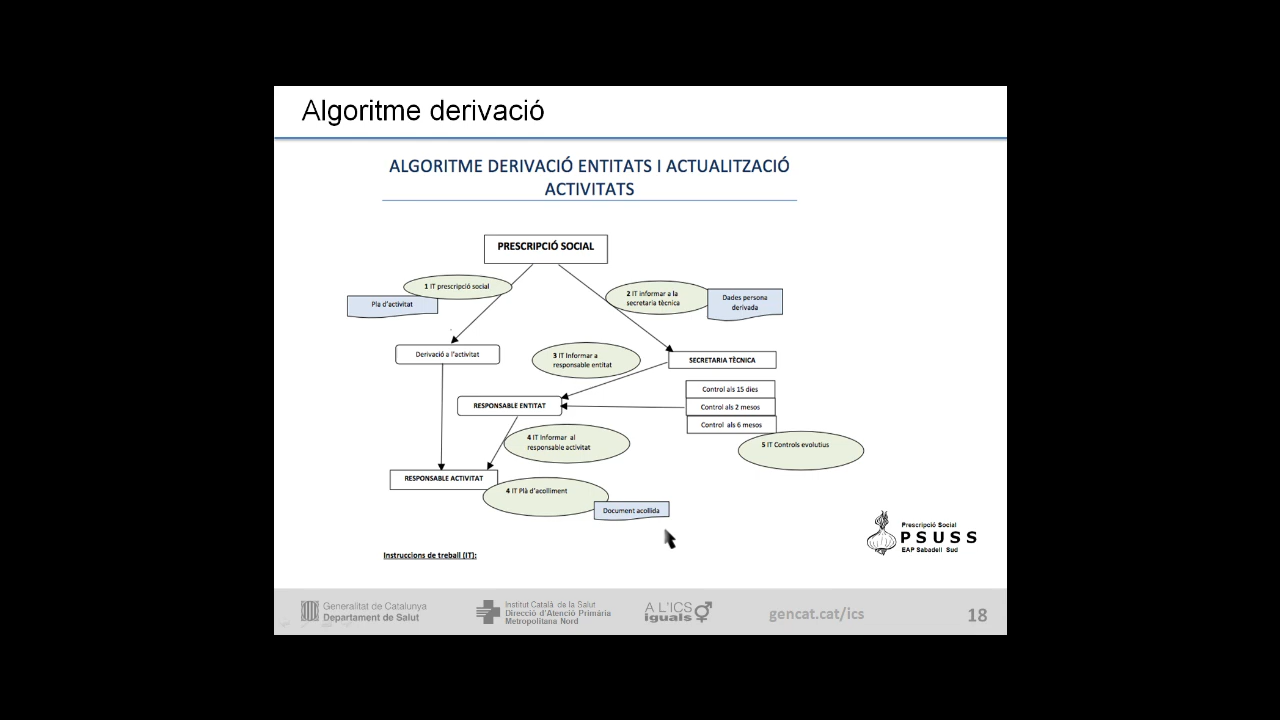 Algoritme derivació
ALGORITME DERIVACIÓ ENTITATS I ACTUALITZACIÓ
ACTIVITATS
PRESCRIPCIÓ SOCIAL
1 IT prescripció social
Pla d'activitat
2 IT informar a la
secretaria tècnica
Dades persona
derivada
Derivació a l'activitat
3 IT Informar a
responsable entitat
SECRETARIA TÈCNICA
Control als 15 dies
RESPONSABLE ENTITAT
Control als 2 mesos
Control als 6 mesos
4 IT Informar al
responsable activitat
5 IT Controls evolutius
RESPONSABLE ACTIVITAT
4 IT Plà d'acolliment
Document acollida
Instruccions de treball (IT):
Prescripció Social
PSUSS
EAP Sabadell Sud
Generalitat de Catalunya
Departament de Salut
Institut Català de la Salut
Direcció d'Atenció Primària
Metropolitana Nord
A L'ICS
iguals
gencat.cat/ics
18